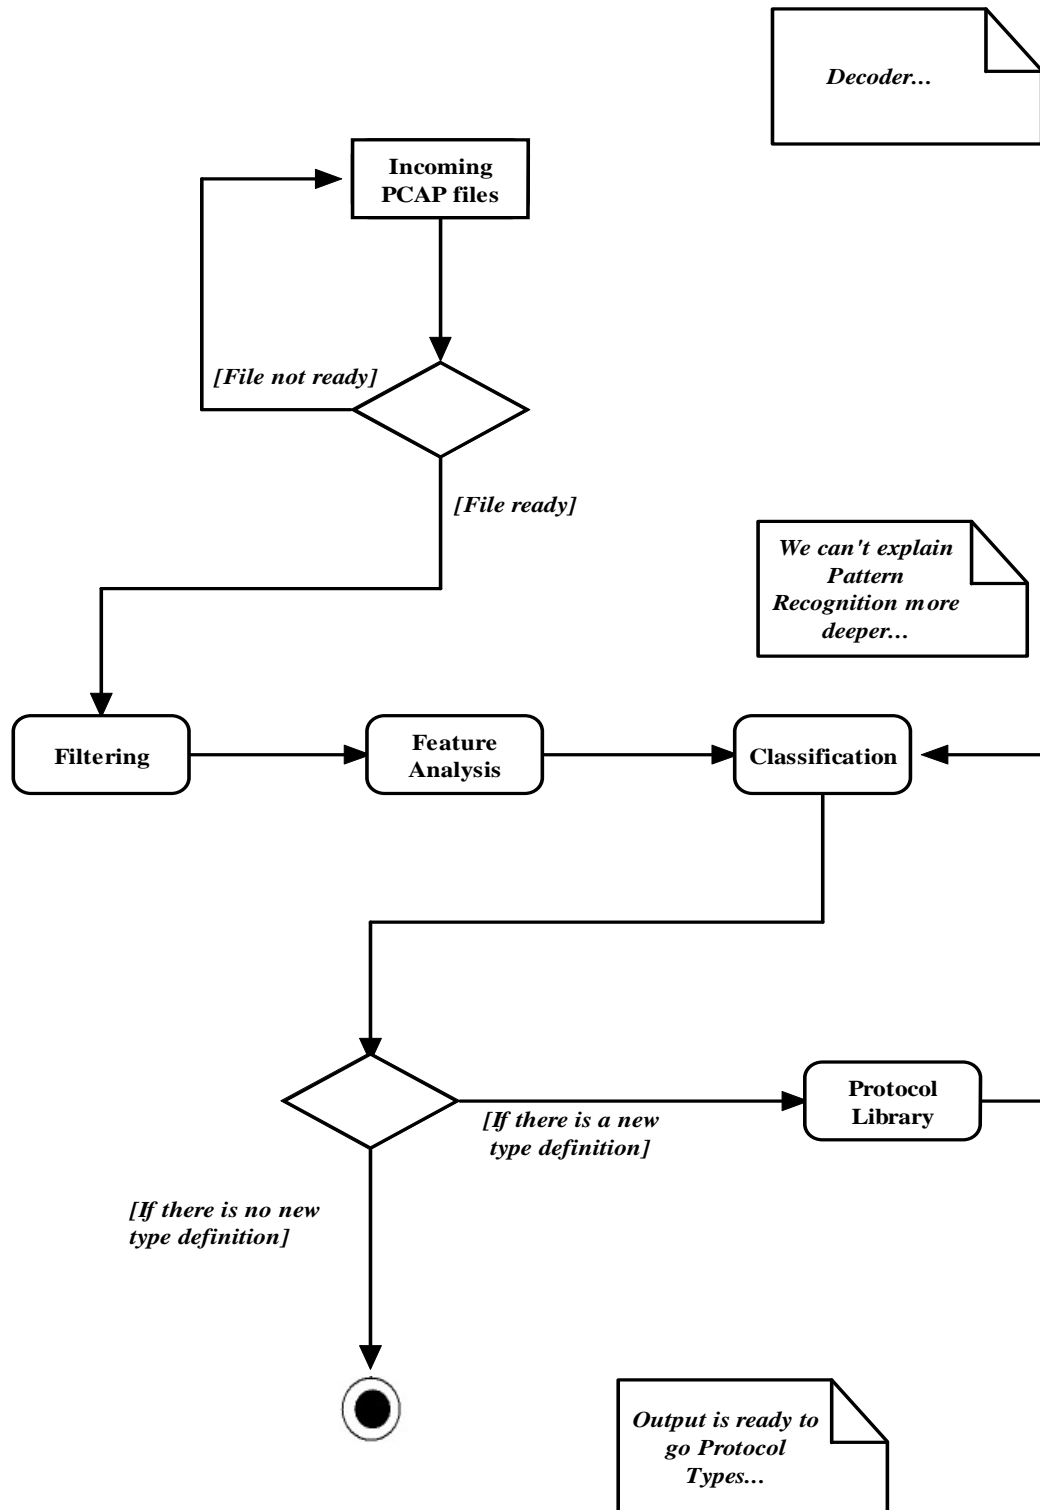 Decoder...
Incoming
PCAP files
[File not ready]
[File ready]
We can't explain
Pattern
Recognition more
deeper...
Filtering
Feature
Analysis
Classification
[If there is a new
type definition]
Protocol
Library
[If there is no new
type definition]
Output is ready to
go Protocol
Types...